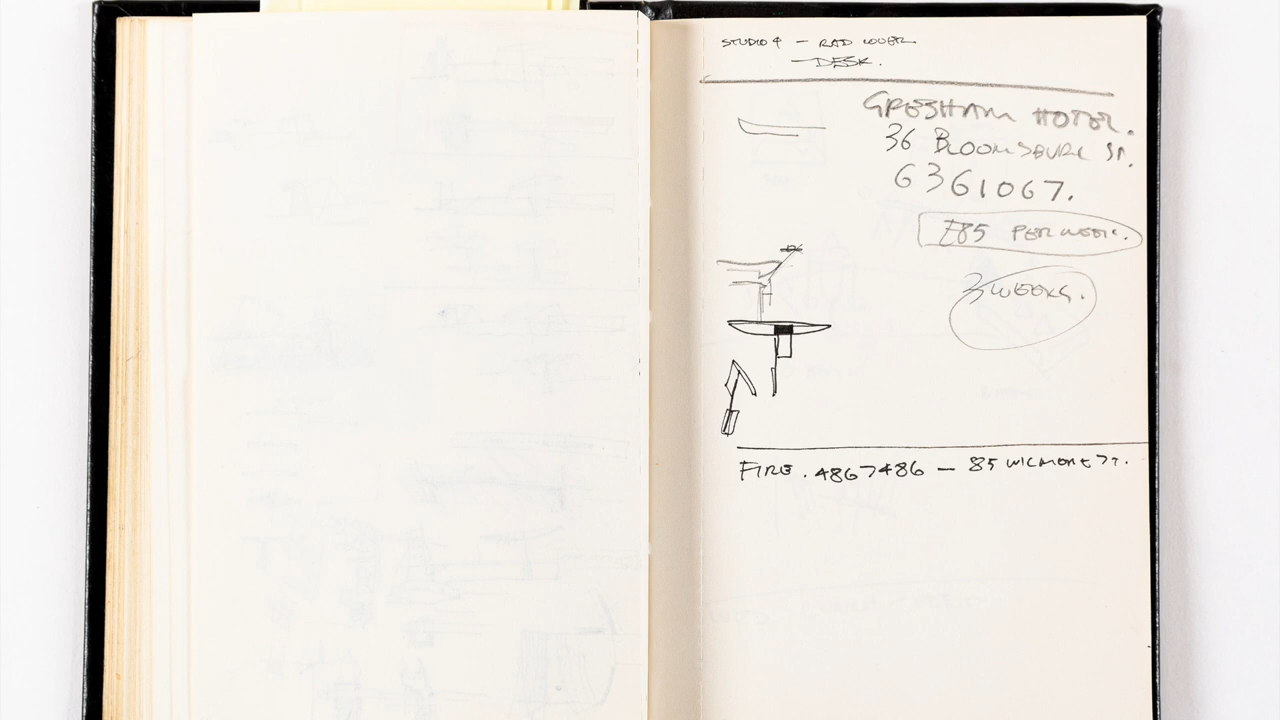 STUDIO 4 — RAD
DESK.
GRESHAM HOTEL.
36 BLOOMSBURY ST.
6361067.
£85 PER WEEK.
3 WEEKS.
FIRE. 4867486 — 85 WIGMORE ST.